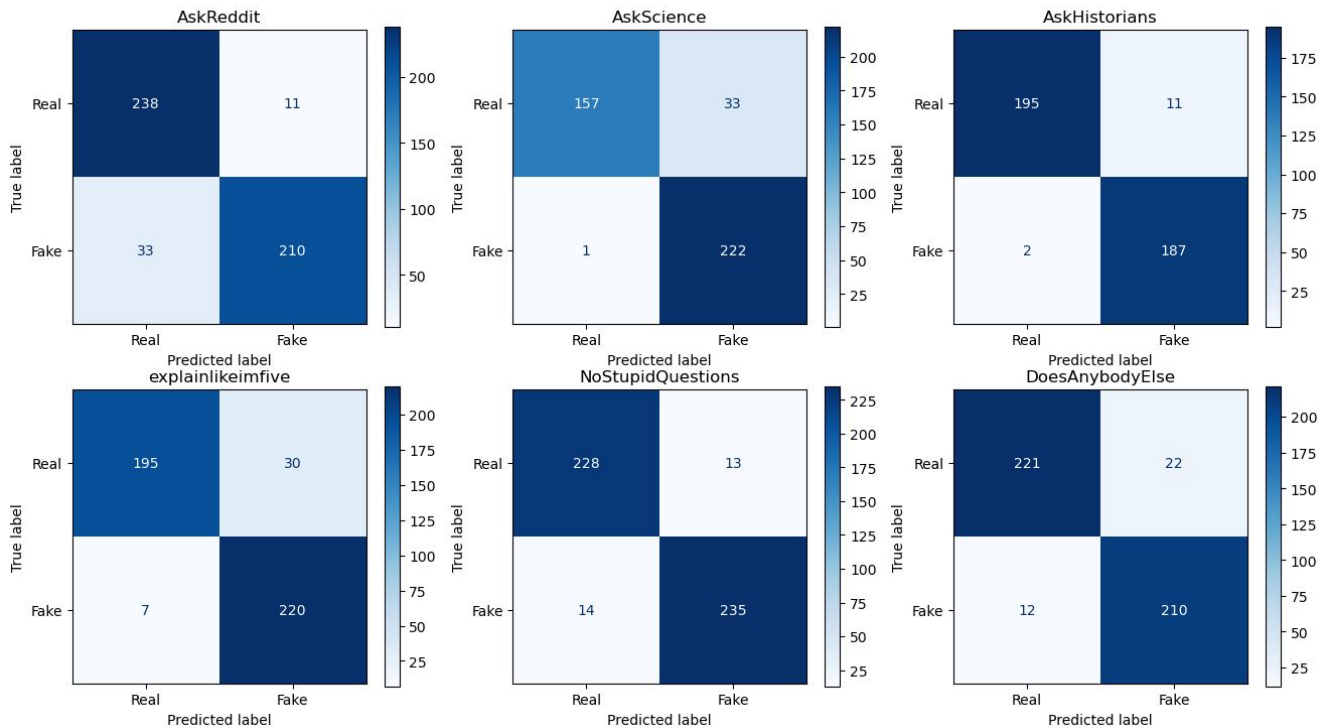 AskReddit
Real
Fake
True label
238
11
33
210
Real
Fake
Predicted label
200
150
100
50
AskScience
Real
Fake
True label
157
33
1
222
Real
Fake
Predicted label
200
175
150
125
100
75
50
25
AskHistorians
Real
Fake
True label
195
11
2
187
Real
Fake
Predicted label
175
150
125
100
75
50
25
explainlikeimfive
Real
Fake
True label
195
30
7
220
Real
Fake
Predicted label
200
175
150
125
100
75
50
25
NoStupidQuestions
Real
Fake
True label
228
13
14
235
Real
Fake
Predicted label
225
200
175
150
125
100
75
50
25
DoesAnybodyElse
Real
Fake
True label
221
22
12
210
Real
Fake
Predicted label
200
175
150
125
100
75
50
25